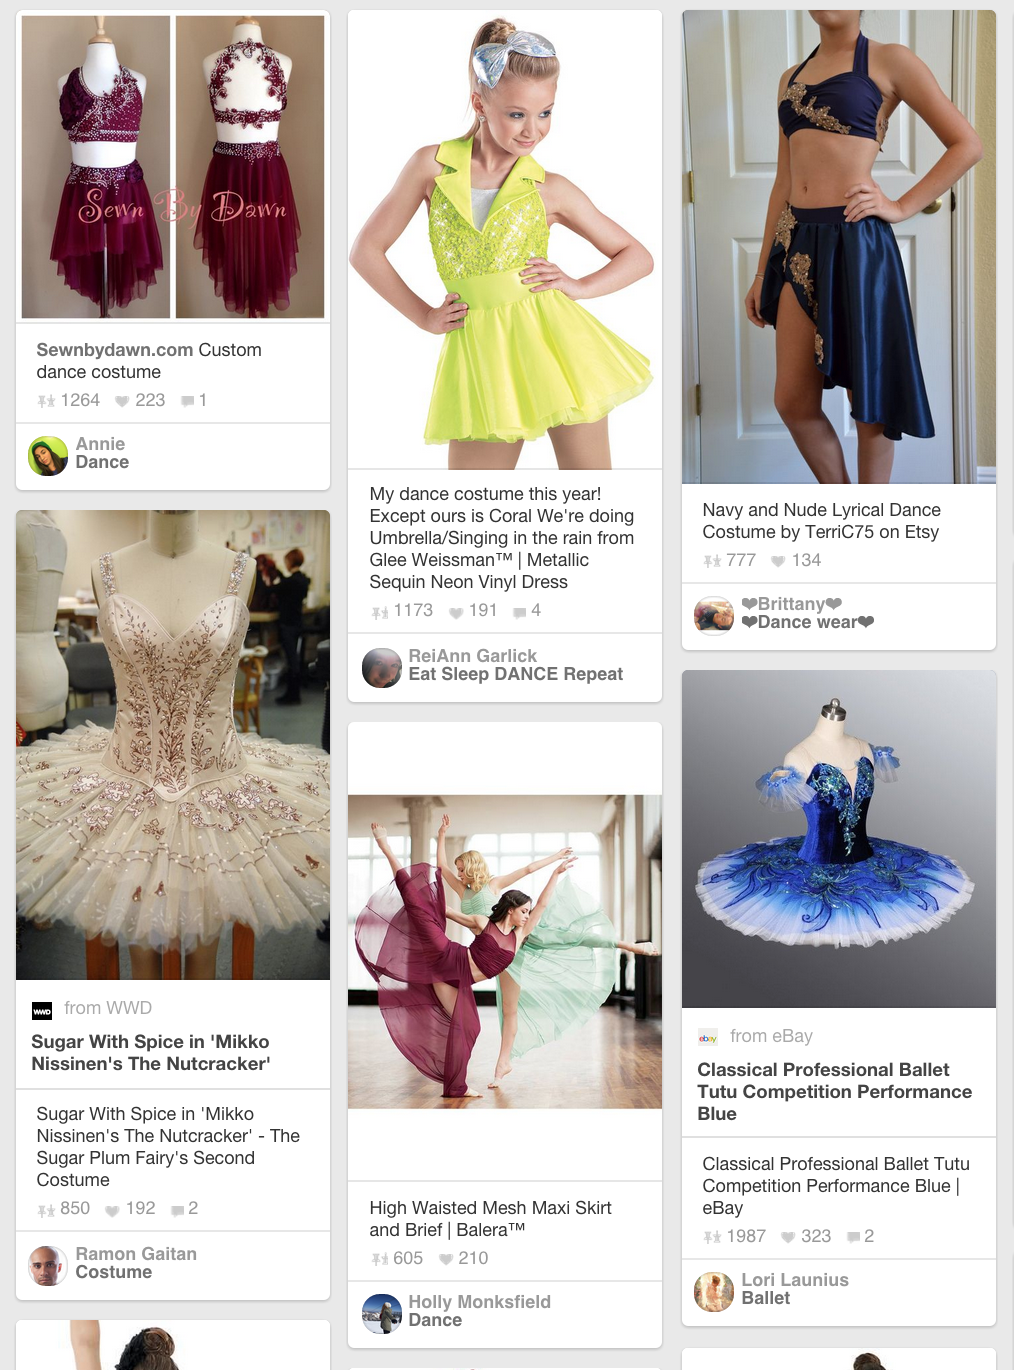 Sewn By Dawn
Sewnbydawn.com Custom
dance costume
1264 223 1
Annie
Dance
WWD from WWD
Sugar With Spice in 'Mikko
Nissinen's The Nutcracker'
Sugar With Spice in 'Mikko
Nissinen's The Nutcracker' - The
Sugar Plum Fairy's Second
Costume
850 192 2
Ramon Gaitan
Costume
My dance costume this year!
Except ours is Coral We're doing
Umbrella/Singing in the rain from
Glee Weissman™ | Metallic
Sequin Neon Vinyl Dress
1173 191 4
ReiAnn Garlick
Eat Sleep DANCE Repeat
High Waisted Mesh Maxi Skirt
and Brief | Balera™
605 210
Holly Monksfield
Dance
Navy and Nude Lyrical Dance
Costume by TerriC75 on Etsy
777 134
❤Brittany❤
❤Dance wear❤
ebay from eBay
Classical Professional Ballet
Tutu Competition Performance
Blue
Classical Professional Ballet Tutu
Competition Performance Blue |
eBay
1987 323 2
Lori Launius
Ballet